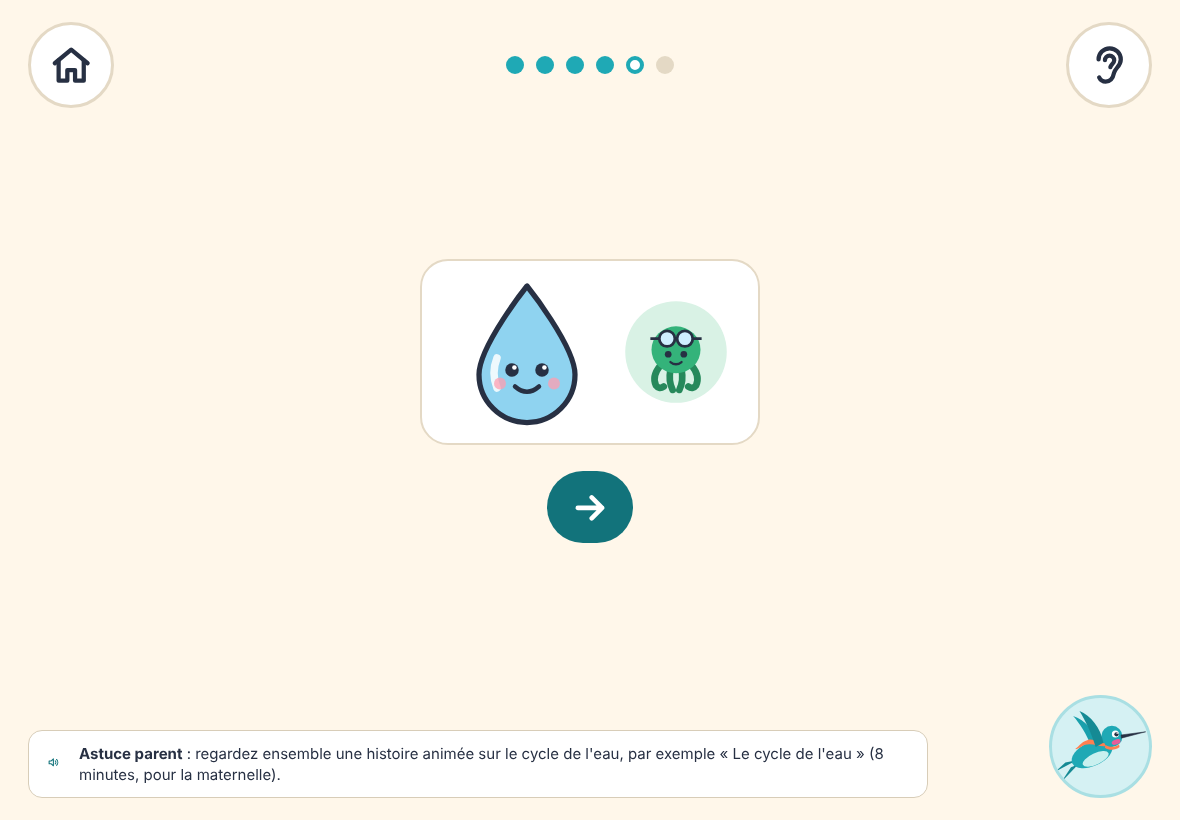 Astuce parent : regardez ensemble une histoire animée sur le cycle de l'eau, par exemple « Le cycle de l'eau » (8
minutes, pour la maternelle).